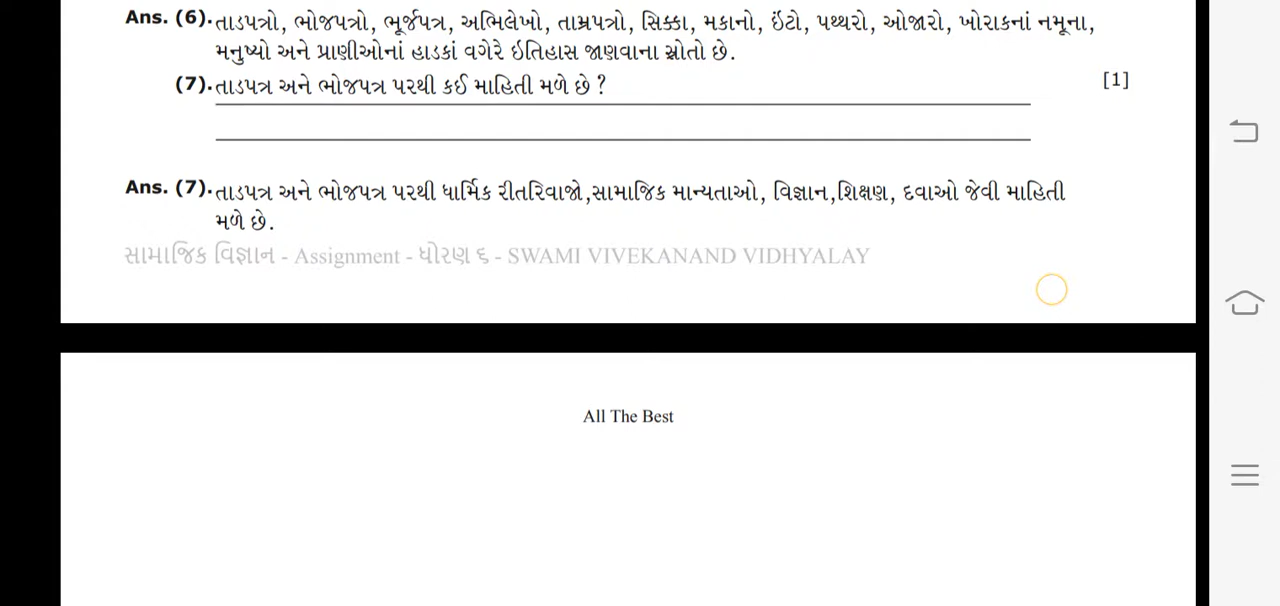 Ans. (6). તાડપત્રો, ભોજપત્રો, ભૂર્જપત્ર, અભિલેખો, તામ્રપત્રો, સિક્કા, મકાનો, ઈંટો, પથ્થરો, ઓજારો, ખોરાકનાં નમૂના,
મનુષ્યો અને પ્રાણીઓનાં હાડકાં વગેરે ઇતિહાસ જાણવાના સ્રોતો છે.
(7). તાડપત્ર અને ભોજપત્ર પરથી કઈ માહિતી મળે છે ? [1]
Ans. (7). તાડપત્ર અને ભોજપત્ર પરથી ધાર્મિક રીતરિવાજો,સામાજિક માન્યતાઓ, વિજ્ઞાન,શિક્ષણ, દવાઓ જેવી માહિતી
મળે છે.
સામાજિક વિજ્ઞાન - Assignment - ધોરણ ૬ - SWAMI VIVEKANAND VIDHYALAY
All The Best